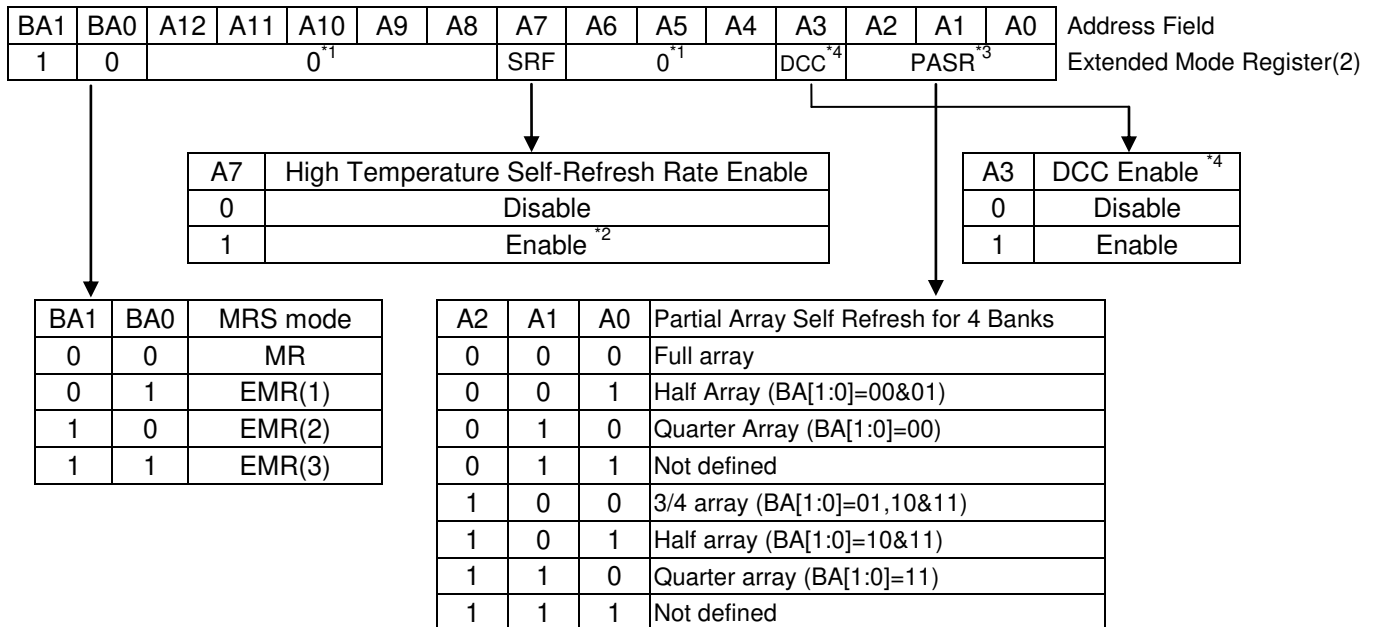 BA1 BA0 A12 A11 A10 A9 A8 A7 A6 A5 A4 A3 A2 A1 A0 Address Field
1 0 0*1 SRF 0*1 DCC*4 PASR*3 Extended Mode Register(2)
A7 High Temperature Self-Refresh Rate Enable
0 Disable
1 Enable *2
A3 DCC Enable *4
0 Disable
1 Enable
BA1 BA0 MRS mode
0 0 MR
0 1 EMR(1)
1 0 EMR(2)
1 1 EMR(3)
A2 A1 A0 Partial Array Self Refresh for 4 Banks
0 0 0 Full array
0 0 1 Half Array (BA[1:0]=00&01)
0 1 0 Quarter Array (BA[1:0]=00)
0 1 1 Not defined
1 0 0 3/4 array (BA[1:0]=01,10&11)
1 0 1 Half array (BA[1:0]=10&11)
1 1 0 Quarter array (BA[1:0]=11)
1 1 1 Not defined